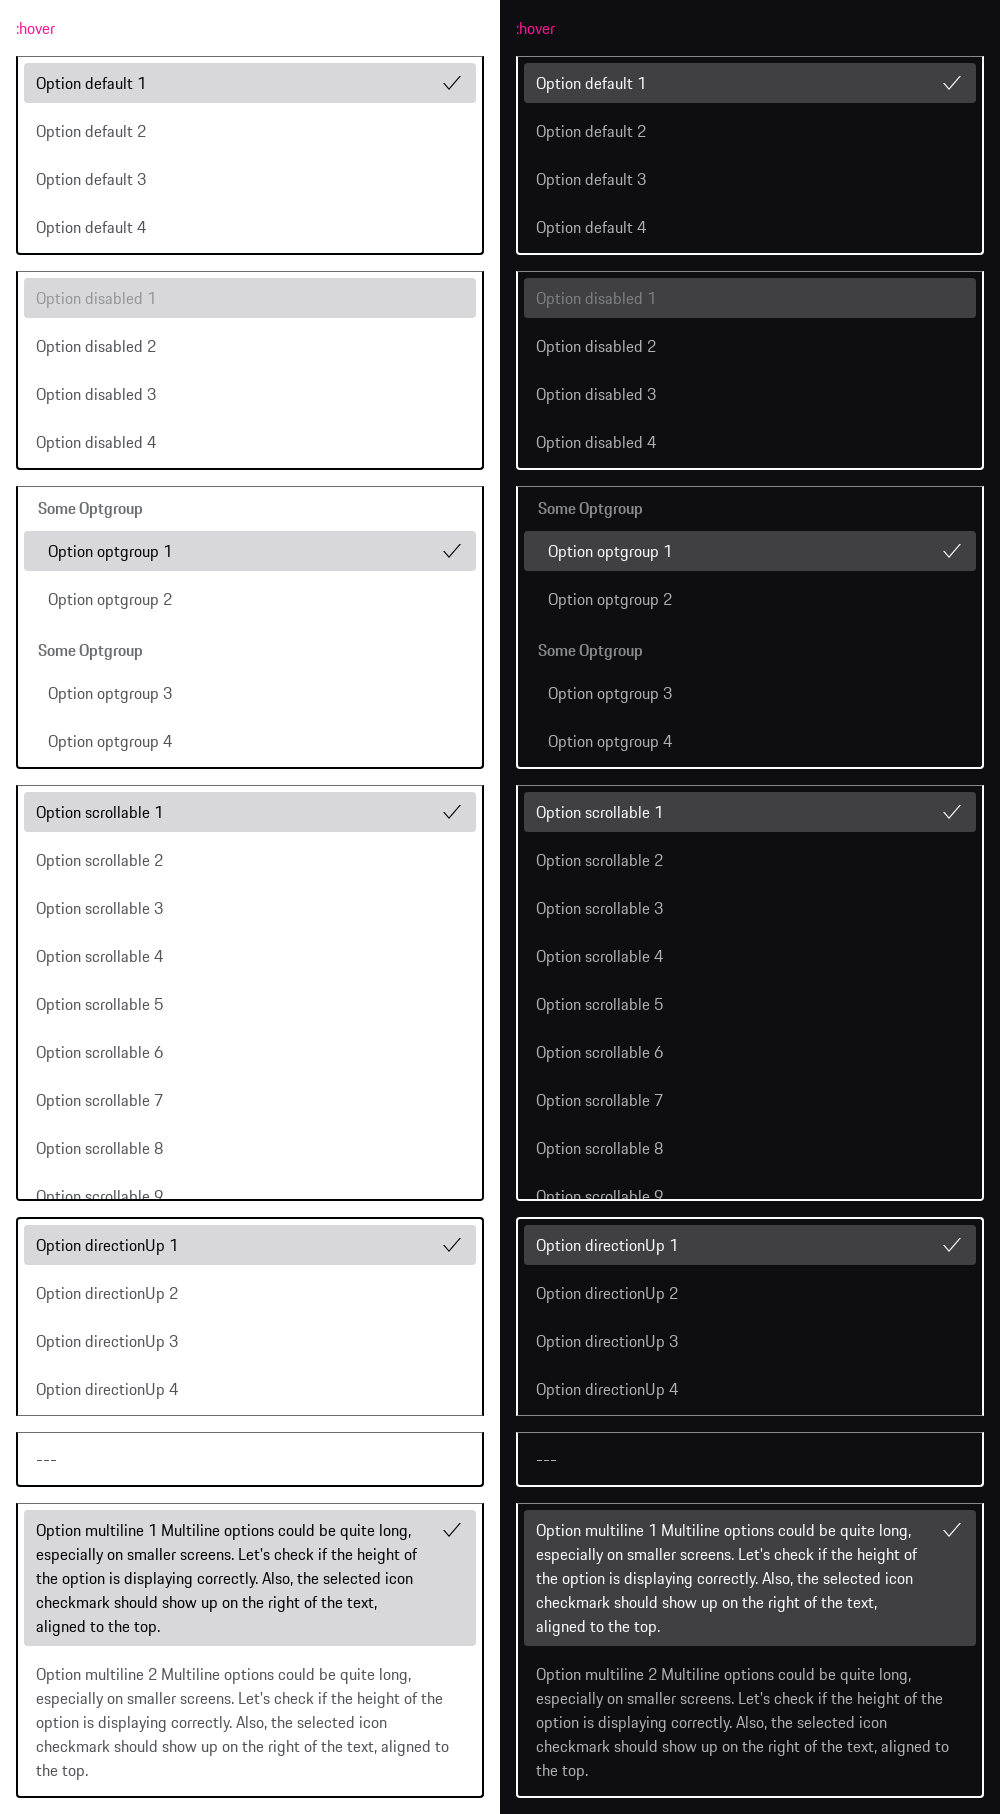 :hover
Option default 1
Option default 2
Option default 3
Option default 4
Option disabled 1
Option disabled 2
Option disabled 3
Option disabled 4
Some Optgroup
Option optgroup 1
Option optgroup 2
Some Optgroup
Option optgroup 3
Option optgroup 4
Option scrollable 1
Option scrollable 2
Option scrollable 3
Option scrollable 4
Option scrollable 5
Option scrollable 6
Option scrollable 7
Option scrollable 8
Option scrollable 9
Option directionUp 1
Option directionUp 2
Option directionUp 3
Option directionUp 4
---
Option multiline 1 Multiline options could be quite long,
especially on smaller screens. Let's check if the height of
the option is displaying correctly. Also, the selected icon
checkmark should show up on the right of the text,
aligned to the top.
Option multiline 2 Multiline options could be quite long,
especially on smaller screens. Let's check if the height of the
option is displaying correctly. Also, the selected icon
checkmark should show up on the right of the text, aligned to
the top.
:hover
Option default 1
Option default 2
Option default 3
Option default 4
Option disabled 1
Option disabled 2
Option disabled 3
Option disabled 4
Some Optgroup
Option optgroup 1
Option optgroup 2
Some Optgroup
Option optgroup 3
Option optgroup 4
Option scrollable 1
Option scrollable 2
Option scrollable 3
Option scrollable 4
Option scrollable 5
Option scrollable 6
Option scrollable 7
Option scrollable 8
Option scrollable 9
Option directionUp 1
Option directionUp 2
Option directionUp 3
Option directionUp 4
---
Option multiline 1 Multiline options could be quite long,
especially on smaller screens. Let's check if the height of
the option is displaying correctly. Also, the selected icon
checkmark should show up on the right of the text,
aligned to the top.
Option multiline 2 Multiline options could be quite long,
especially on smaller screens. Let's check if the height of the
option is displaying correctly. Also, the selected icon
checkmark should show up on the right of the text, aligned to
the top.